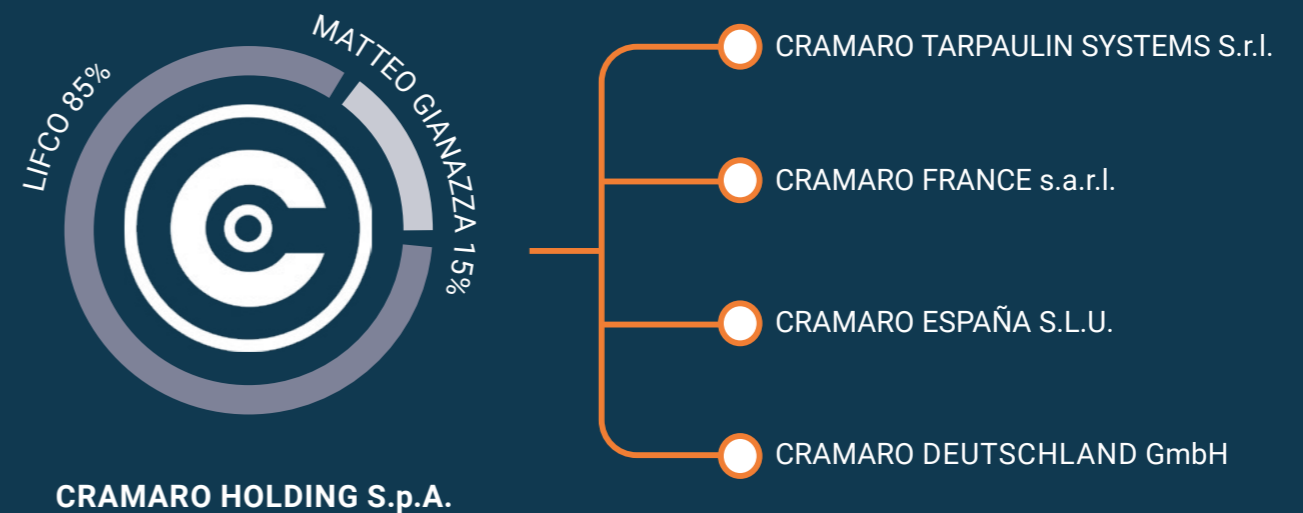 LIFCO 85%
MATTEO GIANAZZA 15%
CRAMARO HOLDING S.p.A.
CRAMARO TARPAULIN SYSTEMS S.r.l.
CRAMARO FRANCE s.a.r.l.
CRAMARO ESPAÑA S.L.U.
CRAMARO DEUTSCHLAND GmbH